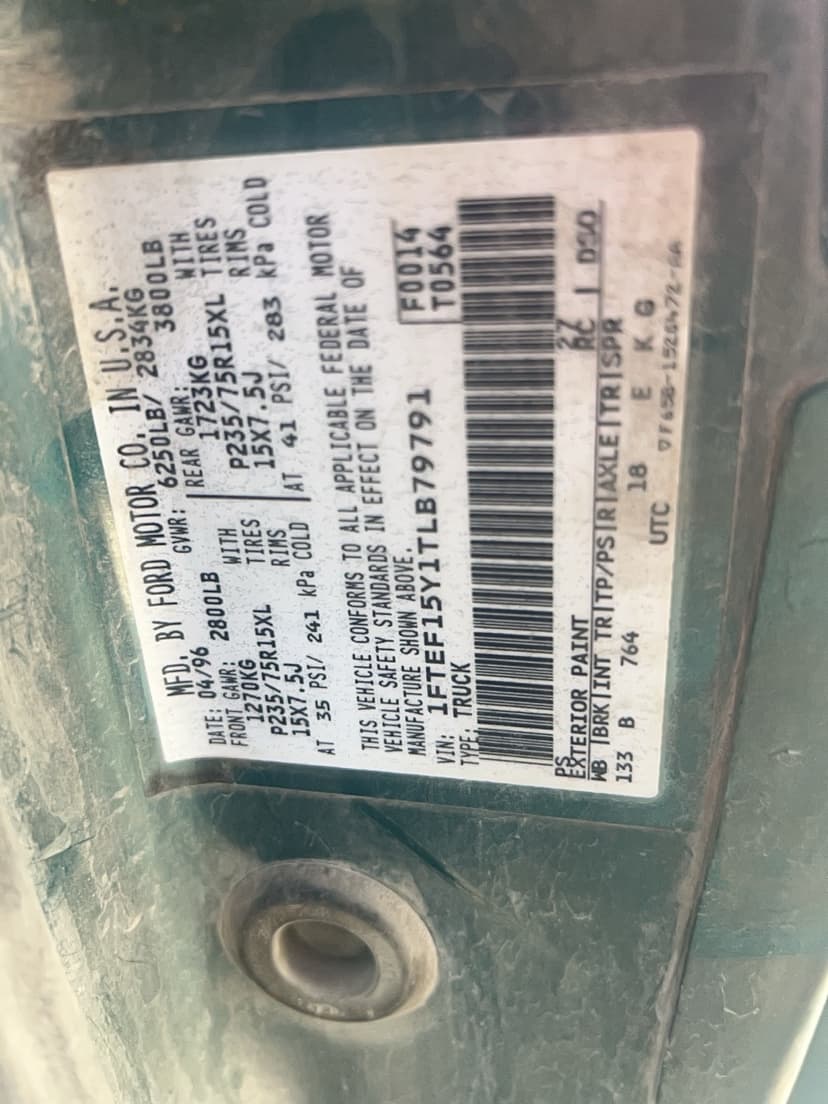 MFD. BY FORD MOTOR CO. IN U.S.A.
DATE: 04/96 GVWR: 6250LB/ 2834KG
FRONT GAWR: 2800LB REAR GAWR: 3800LB
1270KG WITH 1723KG WITH
P235/75R15XL TIRES P235/75R15XL TIRES
15X7.5J RIMS 15X7.5J RIMS
AT 35 PSI/ 241 kPa COLD AT 41 PSI/ 283 kPa COLD
THIS VEHICLE CONFORMS TO ALL APPLICABLE FEDERAL MOTOR
VEHICLE SAFETY STANDARDS IN EFFECT ON THE DATE OF
MANUFACTURE SHOWN ABOVE.
VIN: 1FTEF15Y1TLB79791 F0014
TYPE: TRUCK T0564
EXTERIOR PAINT
PS 27
RC DSO
WB BRK INT TR TP/PS R AXLE TR SPR
133 B 764 18 E K G
UTC